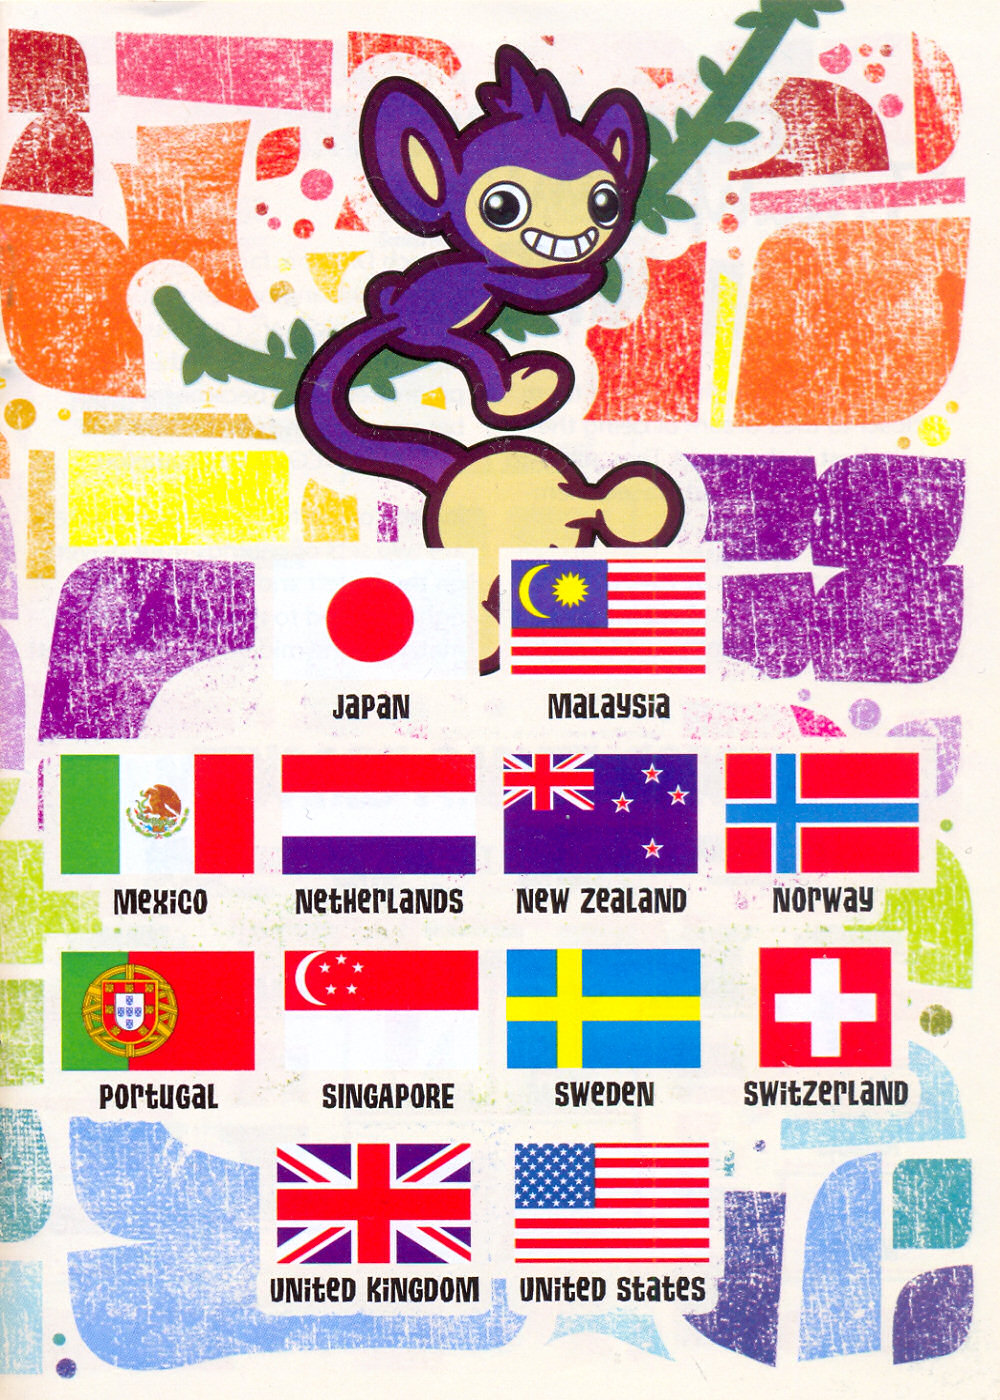 Japan
Malaysia
Mexico
Netherlands
New Zealand
Norway
Portugal
Singapore
Sweden
Switzerland
United Kingdom
United States